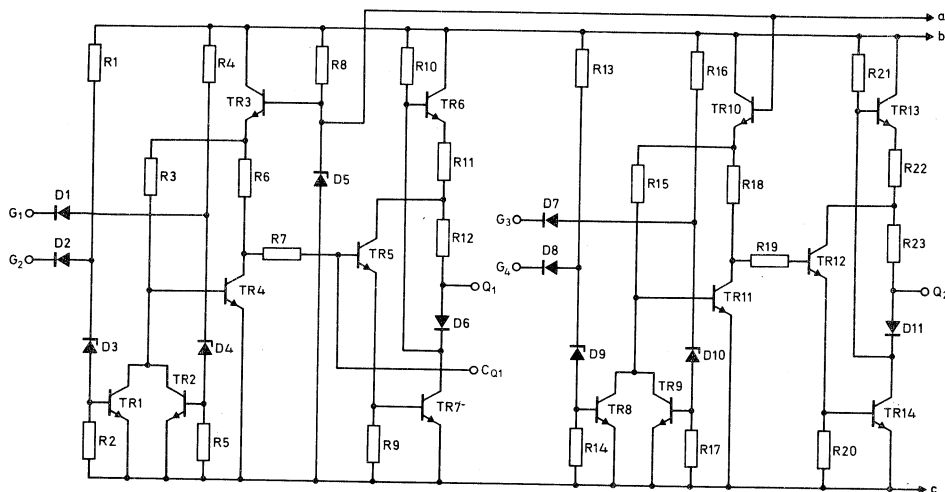 a
b
R1
R4
R8
R10
R13
R16
R21
TR3
TR6
TR10
TR13
R3
R6
D5
R11
R15
R18
R22
D1
G1
D2
G2
R7
TR5
R12
D7
G3
D8
G4
R19
TR12
R23
TR4
Q1
TR11
Q2
D3
D4
D6
D9
D10
D11
CQ1
TR1
TR2
TR7
TR8
TR9
TR14
R2
R5
R9
R14
R17
R20
c